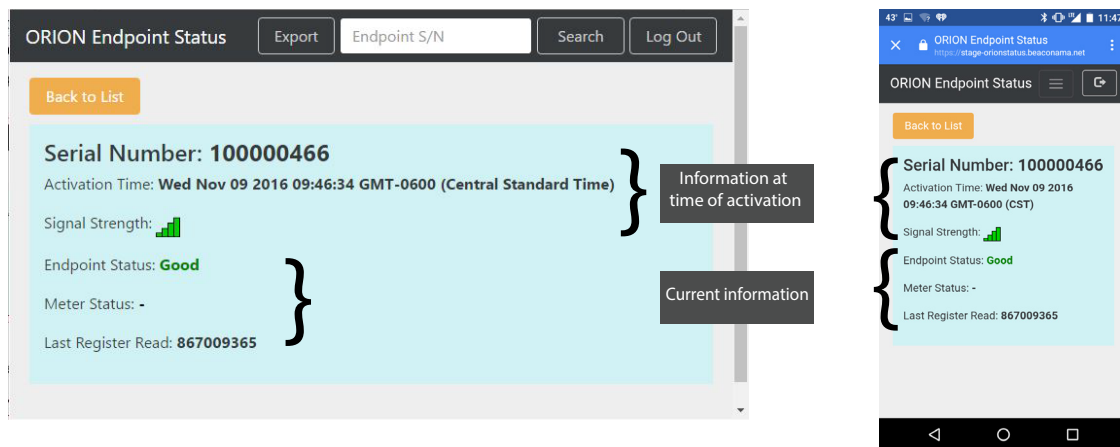 ORION Endpoint Status Export Endpoint S/N Search Log Out
Back to List
Serial Number: 100000466
Activation Time: Wed Nov 09 2016 09:46:34 GMT-0600 (Central Standard Time)
Signal Strength:
Endpoint Status: Good
Meter Status: -
Last Register Read: 867009365
Information at
time of activation
Current information
43° 11:47
ORION Endpoint Status
https://stage-orionstatus.beaconama.net
ORION Endpoint Status
Back to List
Serial Number: 100000466
Activation Time: Wed Nov 09 2016
09:46:34 GMT-0600 (CST)
Signal Strength:
Endpoint Status: Good
Meter Status: -
Last Register Read: 867009365